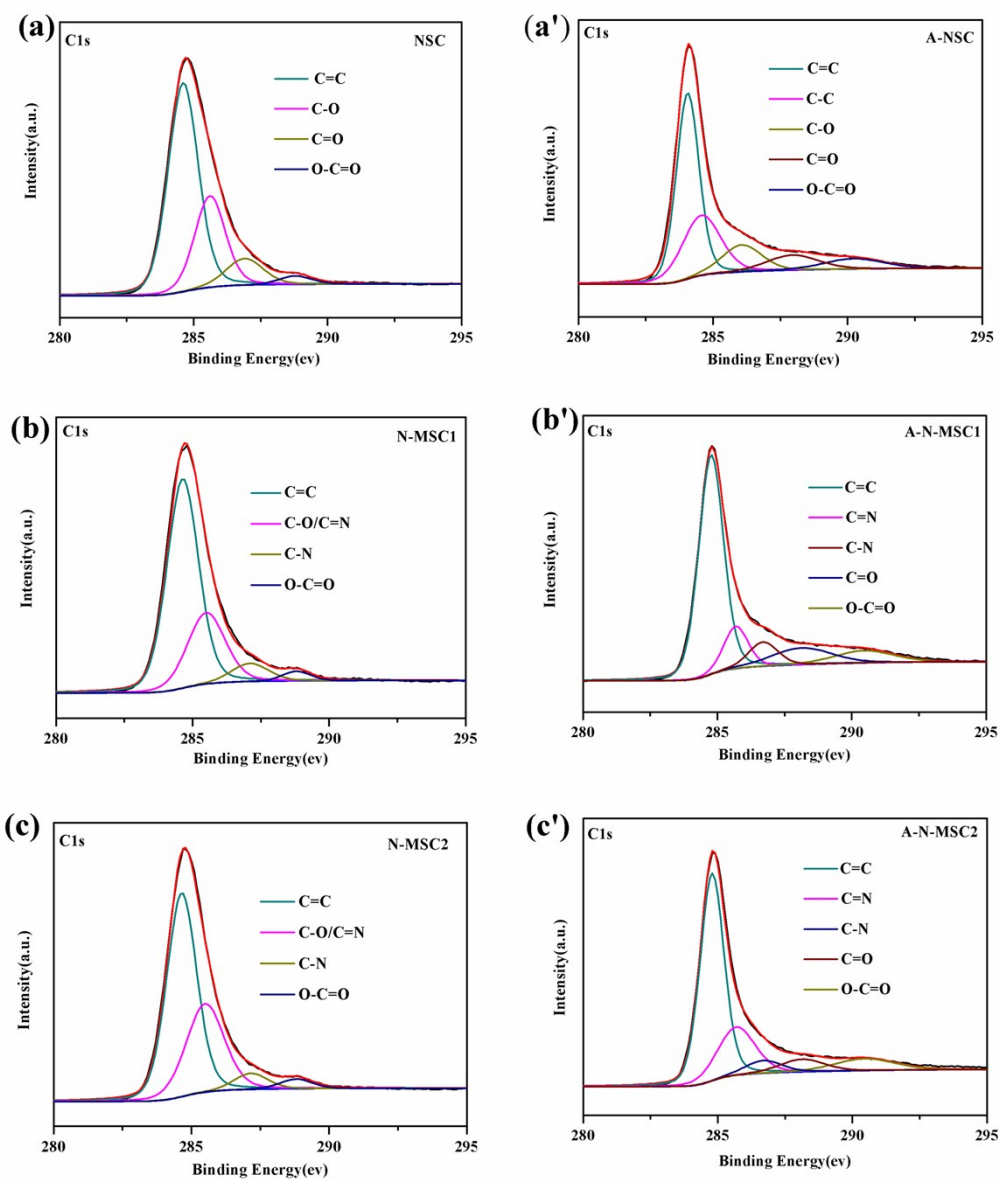 (a)
C1s
NSC
C=C
C-O
C=O
O-C=O
Intensity(a.u.)
280
285
290
295
Binding Energy(ev)
(a')
C1s
A-NSC
C=C
C-C
C-O
C=O
O-C=O
Intensity(a.u.)
280
285
290
295
Binding Energy(ev)
(b)
C1s
N-MSC1
C=C
C-O/C=N
C-N
O-C=O
Intensity(a.u.)
280
285
290
295
Binding Energy(ev)
(b')
C1s
A-N-MSC1
C=C
C=N
C-N
C=O
O-C=O
Intensity(a.u.)
280
285
290
295
Binding Energy(ev)
(c)
C1s
N-MSC2
C=C
C-O/C=N
C-N
O-C=O
Intensity(a.u.)
280
285
290
295
Binding Energy(ev)
(c')
C1s
A-N-MSC2
C=C
C=N
C-N
C=O
O-C=O
Intensity(a.u.)
280
285
290
295
Binding Energy(ev)